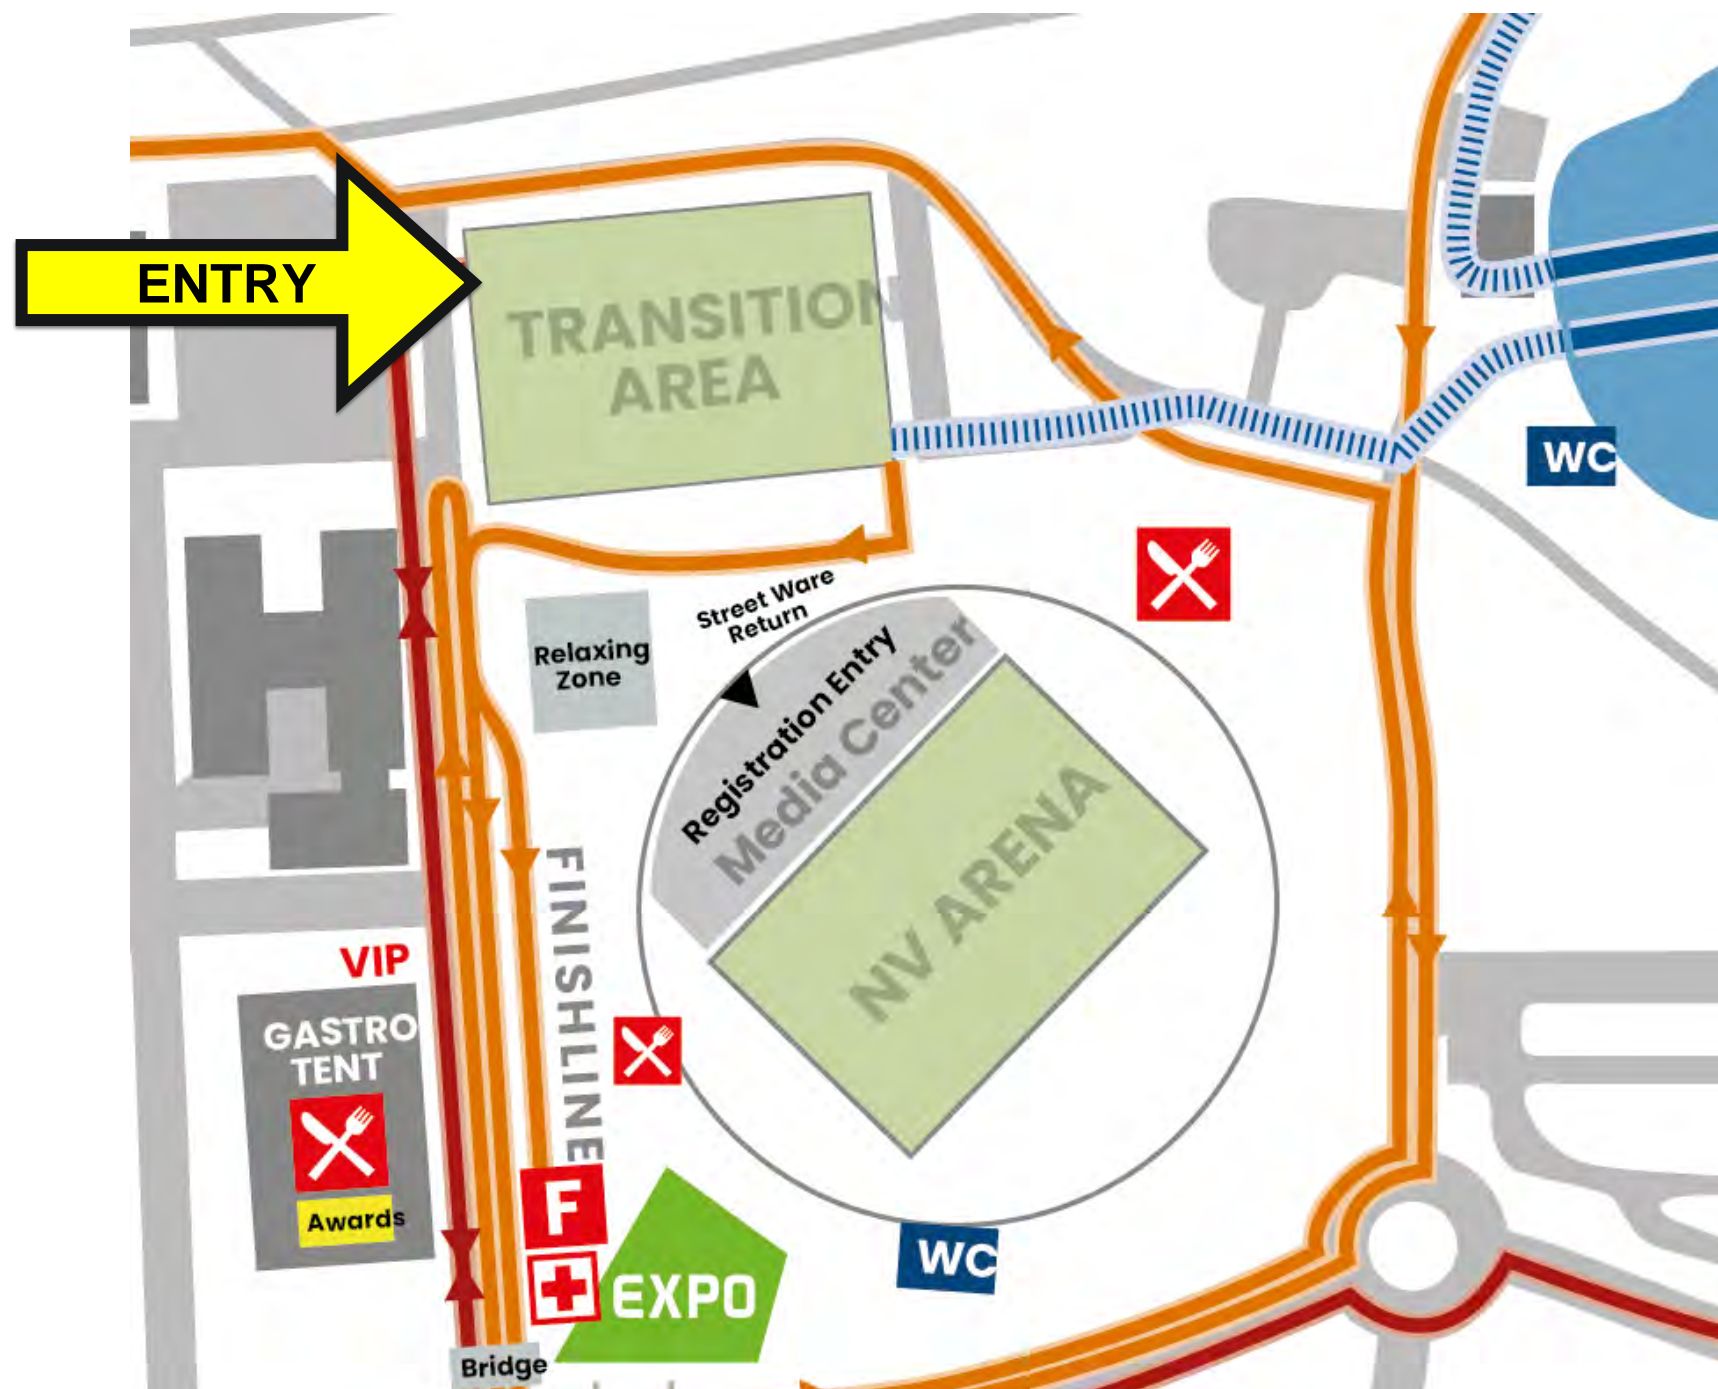 ENTRY
TRANSITION
AREA
WC
Street Ware
Return
Relaxing
Zone
Registration Entry
Media Center
NV ARENA
FINISHLINE
VIP
GASTRO
TENT
Awards
F
EXPO
WC
Bridge